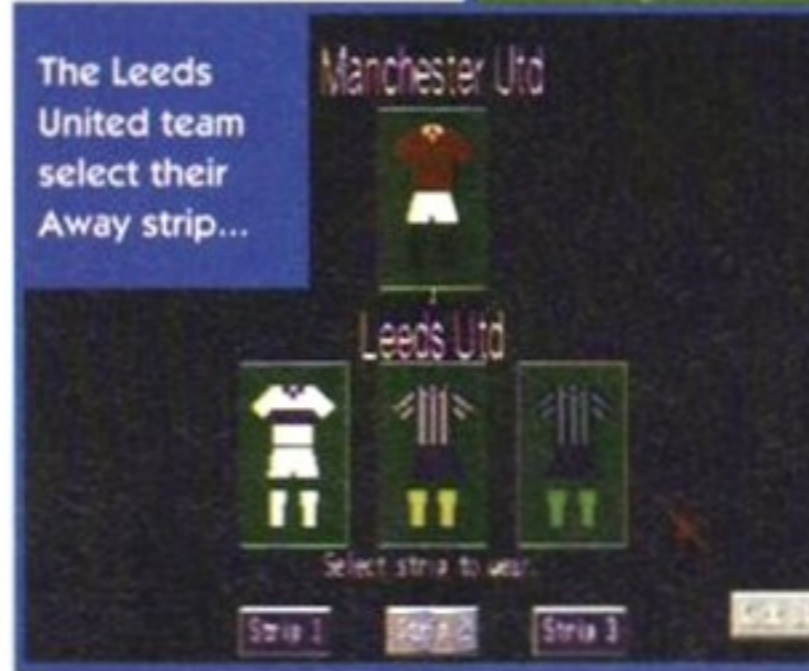 The Leeds
United team
select their
Away strip...
Manchester Utd
Leeds Utd
Select strip to wear.
Strip 1 Strip 2 Strip 3